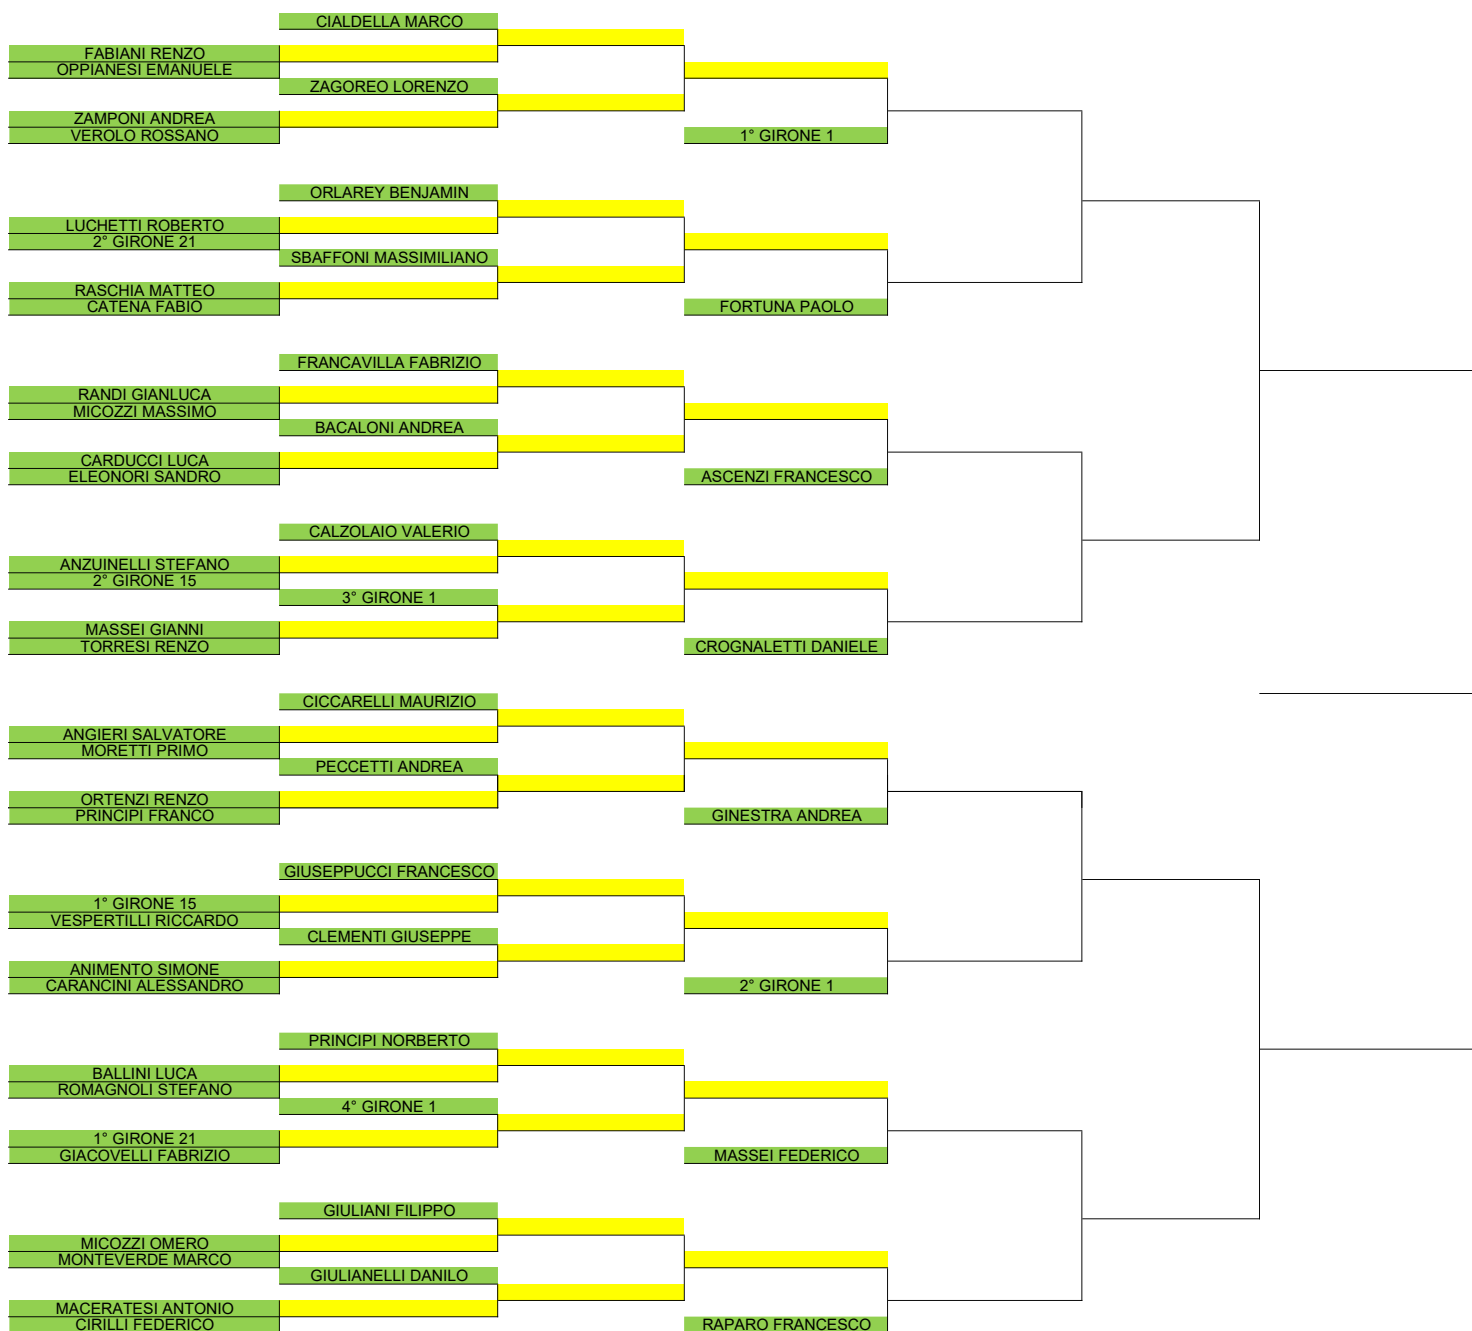 CIALDELLA MARCO
FABIANI RENZO
OPPIANESI EMANUELE
ZAGOREO LORENZO
ZAMPONI ANDREA
VEROLO ROSSANO
1° GIRONE 1
ORLAREY BENJAMIN
LUCHETTI ROBERTO
2° GIRONE 21
SBAFFONI MASSIMILIANO
RASCHIA MATTEO
CATENA FABIO
FORTUNA PAOLO
FRANCAVILLA FABRIZIO
RANDI GIANLUCA
MICOZZI MASSIMO
BACALONI ANDREA
CARDUCCI LUCA
ELEONORI SANDRO
ASCENZI FRANCESCO
CALZOLAIO VALERIO
ANZUINELLI STEFANO
2° GIRONE 15
3° GIRONE 1
MASSEI GIANNI
TORRESI RENZO
CROGNALETTI DANIELE
CICCARELLI MAURIZIO
ANGIERI SALVATORE
MORETTI PRIMO
PECCETTI ANDREA
ORTENZI RENZO
PRINCIPI FRANCO
GINESTRA ANDREA
GIUSEPPUCCI FRANCESCO
1° GIRONE 15
VESPERTILLI RICCARDO
CLEMENTI GIUSEPPE
ANIMENTO SIMONE
CARANCINI ALESSANDRO
2° GIRONE 1
PRINCIPI NORBERTO
BALLINI LUCA
ROMAGNOLI STEFANO
4° GIRONE 1
1° GIRONE 21
GIACOVELLI FABRIZIO
MASSEI FEDERICO
GIULIANI FILIPPO
MICOZZI OMERO
MONTEVERDE MARCO
GIULIANELLI DANILO
MACERATESI ANTONIO
CIRILLI FEDERICO
RAPARO FRANCESCO